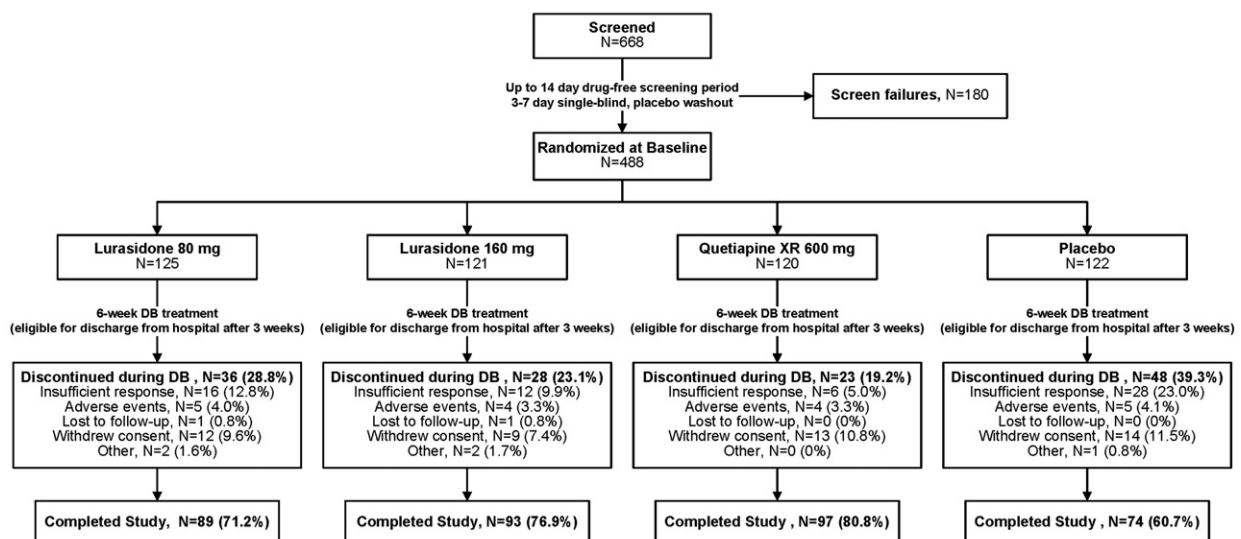 Screened
N=668
Up to 14 day drug-free screening period
3-7 day single-blind, placebo washout
Screen failures, N=180
Randomized at Baseline
N=488
Lurasidone 80 mg
N=125
Lurasidone 160 mg
N=121
Quetiapine XR 600 mg
N=120
Placebo
N=122
6-week DB treatment
(eligible for discharge from hospital after 3 weeks)
6-week DB treatment
(eligible for discharge from hospital after 3 weeks)
6-week DB treatment
(eligible for discharge from hospital after 3 weeks)
6-week DB treatment
(eligible for discharge from hospital after 3 weeks)
Discontinued during DB , N=36 (28.8%)
Insufficient response, N=16 (12.8%)
Adverse events, N=5 (4.0%)
Lost to follow-up, N=1 (0.8%)
Withdrew consent, N=12 (9.6%)
Other, N=2 (1.6%)
Discontinued during DB , N=28 (23.1%)
Insufficient response, N=12 (9.9%)
Adverse events, N=4 (3.3%)
Lost to follow-up, N=1 (0.8%)
Withdrew consent, N=9 (7.4%)
Other, N=2 (1.7%)
Discontinued during DB, N=23 (19.2%)
Insufficient response, N=6 (5.0%)
Adverse events, N=4 (3.3%)
Lost to follow-up, N=0 (0%)
Withdrew consent, N=13 (10.8%)
Other, N=0 (0%)
Discontinued during DB , N=48 (39.3%)
Insufficient response, N=28 (23.0%)
Adverse events, N=5 (4.1%)
Lost to follow-up, N=0 (0%)
Withdrew consent, N=14 (11.5%)
Other, N=1 (0.8%)
Completed Study, N=89 (71.2%)
Completed Study, N=93 (76.9%)
Completed Study , N=97 (80.8%)
Completed Study , N=74 (60.7%)